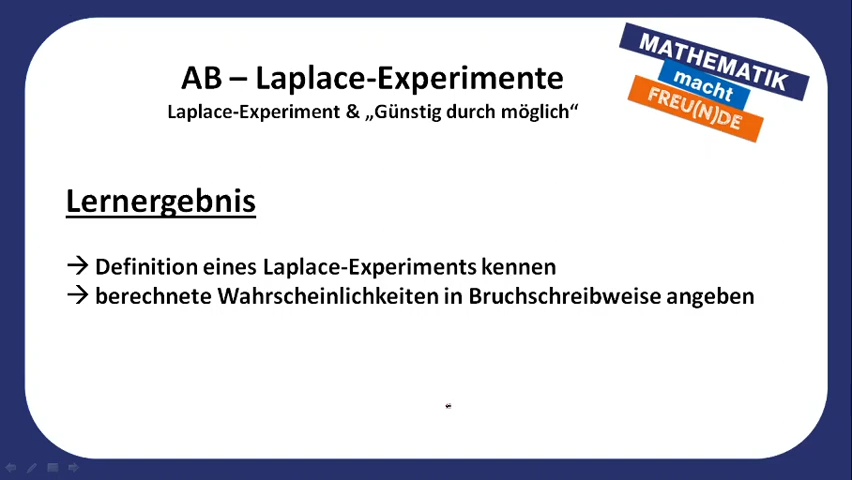 AB – Laplace-Experimente
Laplace-Experiment & „Günstig durch möglich“
MATHEMATIK
macht
FREU(N)DE
Lernergebnis
→ Definition eines Laplace-Experiments kennen
→ berechnete Wahrscheinlichkeiten in Bruchschreibweise angeben